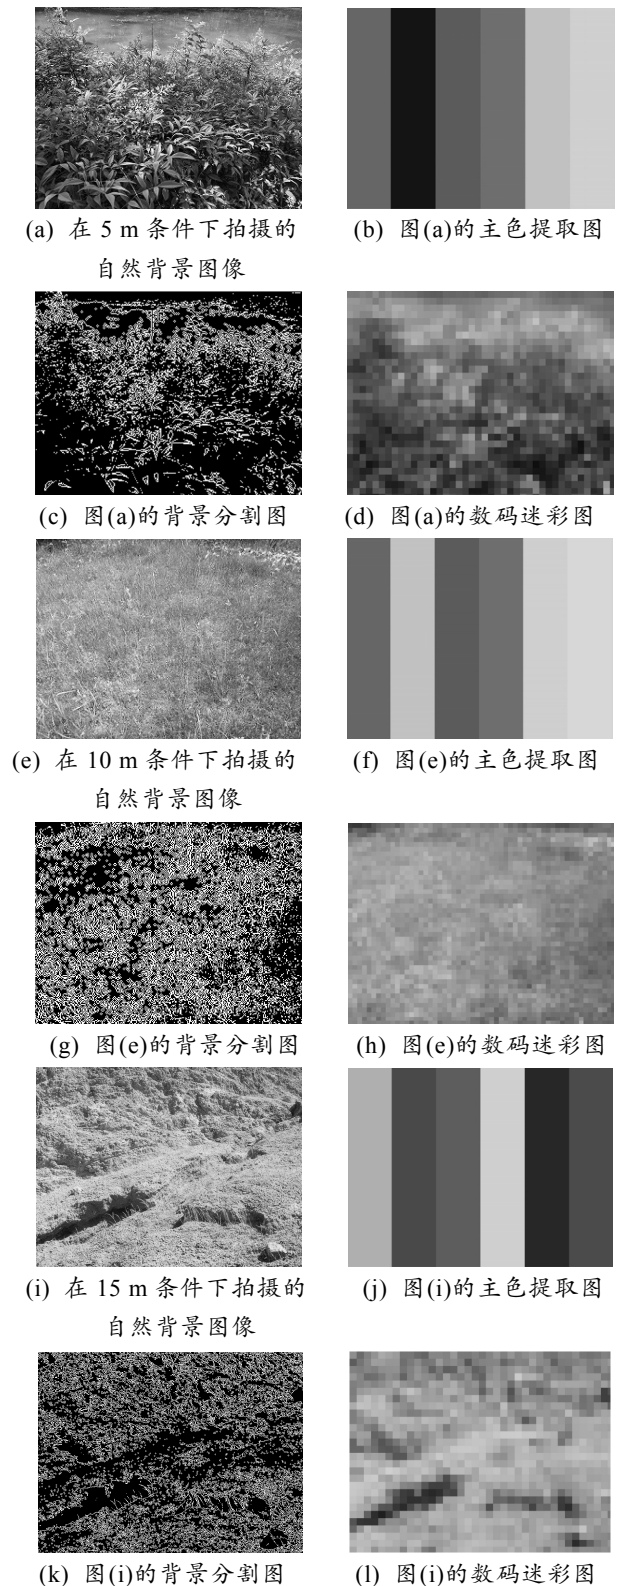 (a) 在 5 m 条件下拍摄的
自然背景图像
(b) 图(a)的主色提取图
(c) 图(a)的背景分割图
(d) 图(a)的数码迷彩图
(e) 在 10 m 条件下拍摄的
自然背景图像
(f) 图(e)的主色提取图
(g) 图(e)的背景分割图
(h) 图(e)的数码迷彩图
(i) 在 15 m 条件下拍摄的
自然背景图像
(j) 图(i)的主色提取图
(k) 图(i)的背景分割图
(l) 图(i)的数码迷彩图